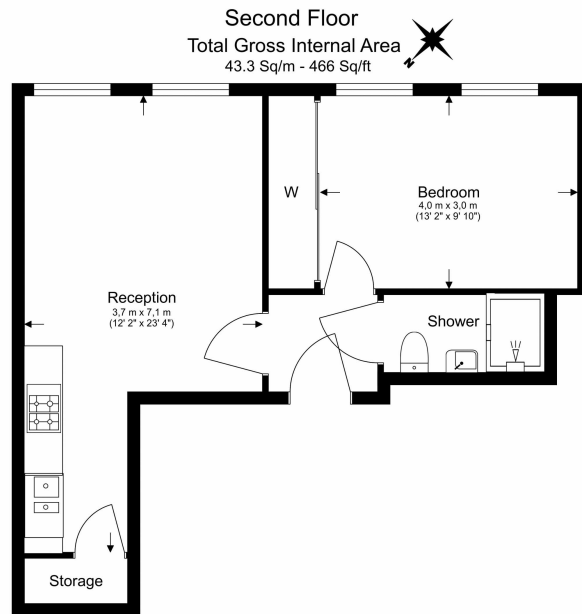 Second Floor
Total Gross Internal Area
43.3 Sq/m - 466 Sq/ft
N
W
Bedroom
4,0 m x 3,0 m
(13' 2" x 9' 10")
Reception
3,7 m x 7,1 m
(12' 2" x 23' 4")
Shower
Storage